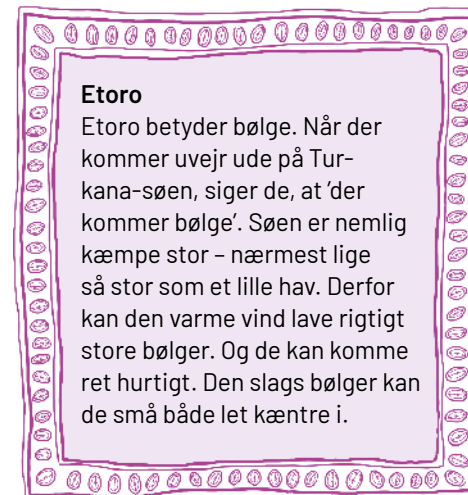 Etoro
Etoro betyder bølge. Når der
kommer uvejr ude på Tur-
kana-søen, siger de, at ’der
kommer bølge’. Søen er nemlig
kæmpe stor – nærmest lige
så stor som et lille hav. Derfor
kan den varme vind lave rigtigt
store bølger. Og de kan komme
ret hurtigt. Den slags bølger kan
de små både let kæntre i.